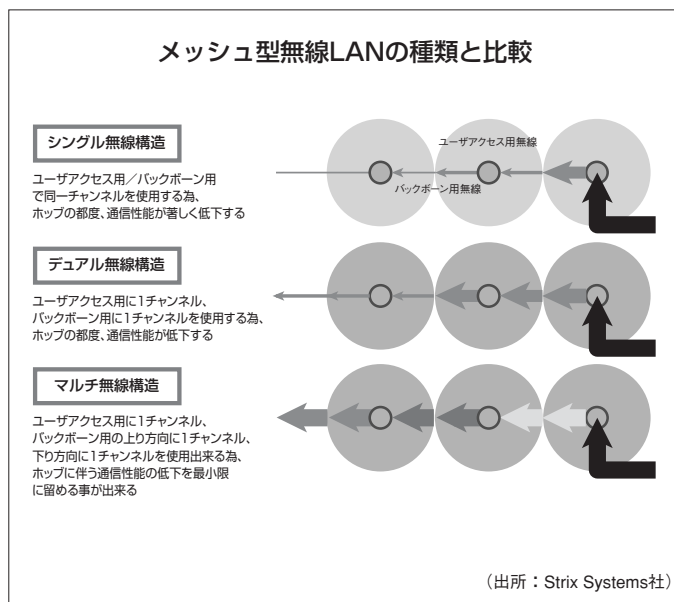 メッシュ型無線LANの種類と比較
シングル無線構造
ユーザアクセス用／バックボーン用
で同一チャンネルを使用する為、
ホップの都度、通信性能が著しく低下する
ユーザアクセス用無線
バックボーン用無線
デュアル無線構造
ユーザアクセス用に1チャンネル、
バックボーン用に1チャンネルを使用する為、
ホップの都度、通信性能が低下する
マルチ無線構造
ユーザアクセス用に1チャンネル、
バックボーン用の上り方向に1チャンネル、
下り方向に1チャンネルを使用出来る為、
ホップに伴う通信性能の低下を最小限
に留める事が出来る
（出所：Strix Systems社）